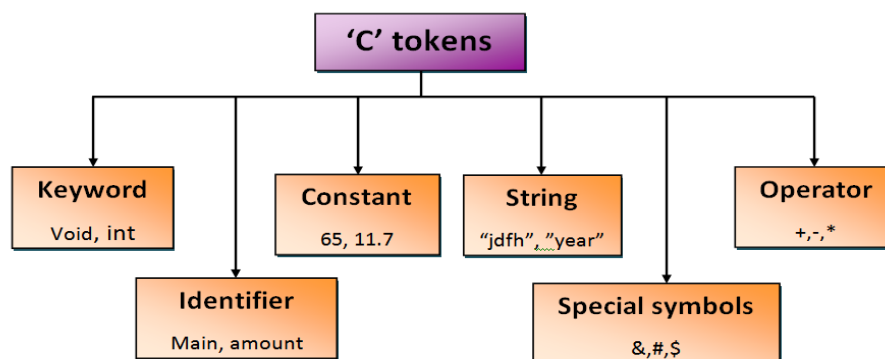 ‘C’ tokens
Keyword
Void, int
Identifier
Main, amount
Constant
65, 11.7
String
“jdfh”, ”year”
Special symbols
&,#,$
Operator
+,-,*